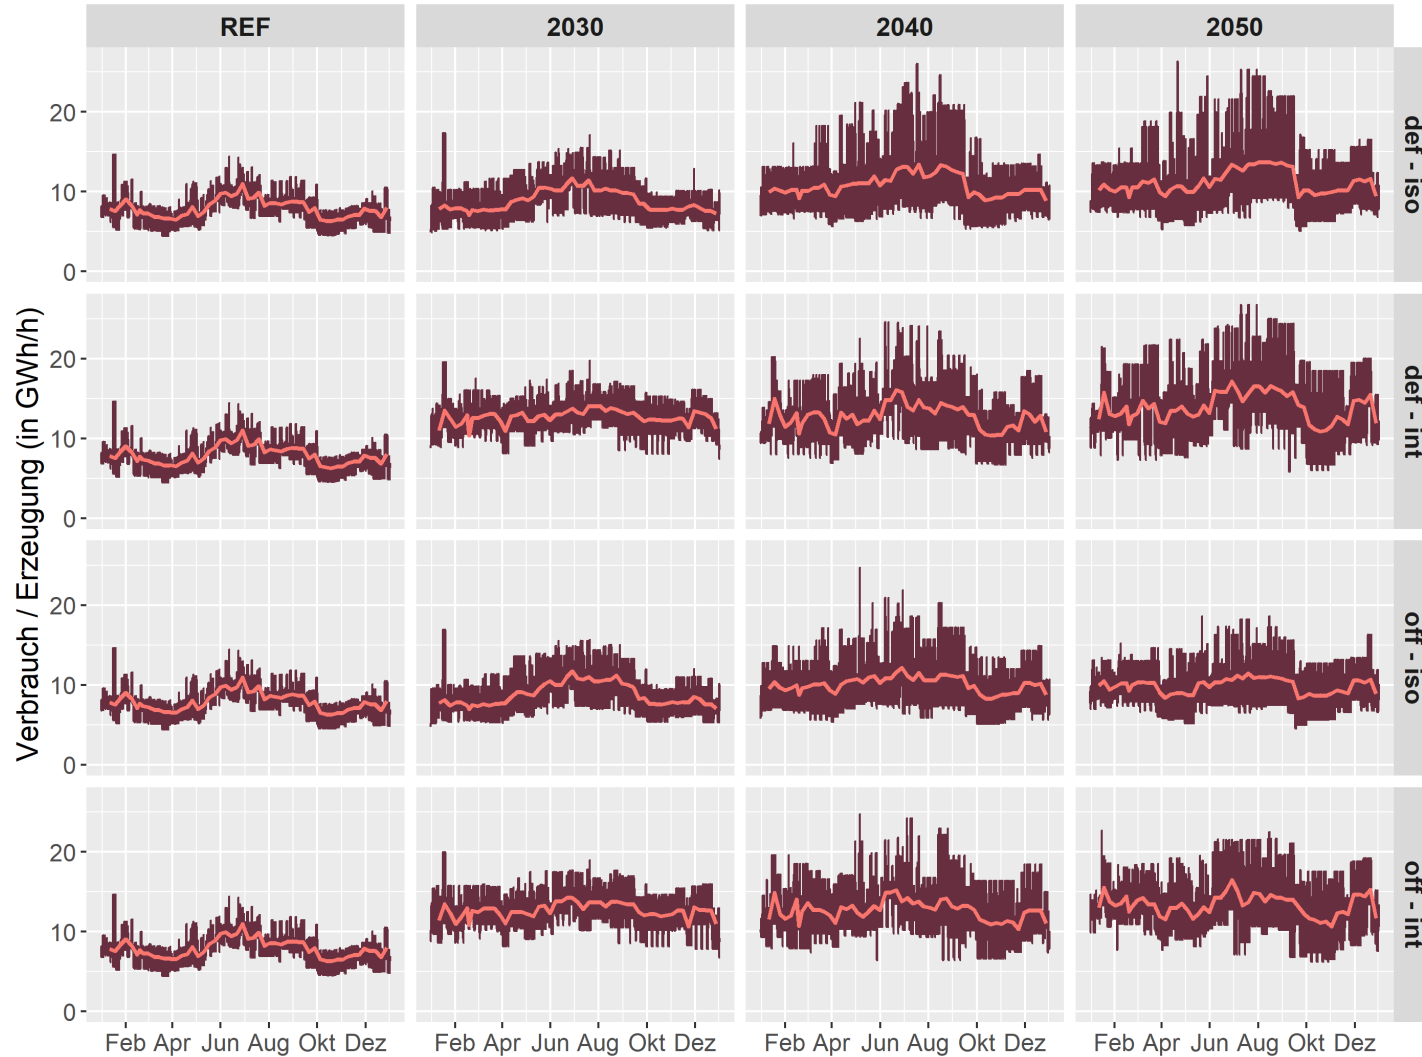 REF 2030 2040 2050
Verbrauch / Erzeugung (in GWh/h)
20
10
0
def - iso
20
10
0
def - int
20
10
0
off - iso
20
10
0
off - int
Feb Apr Jun Aug Okt Dez Feb Apr Jun Aug Okt Dez Feb Apr Jun Aug Okt Dez Feb Apr Jun Aug Okt Dez